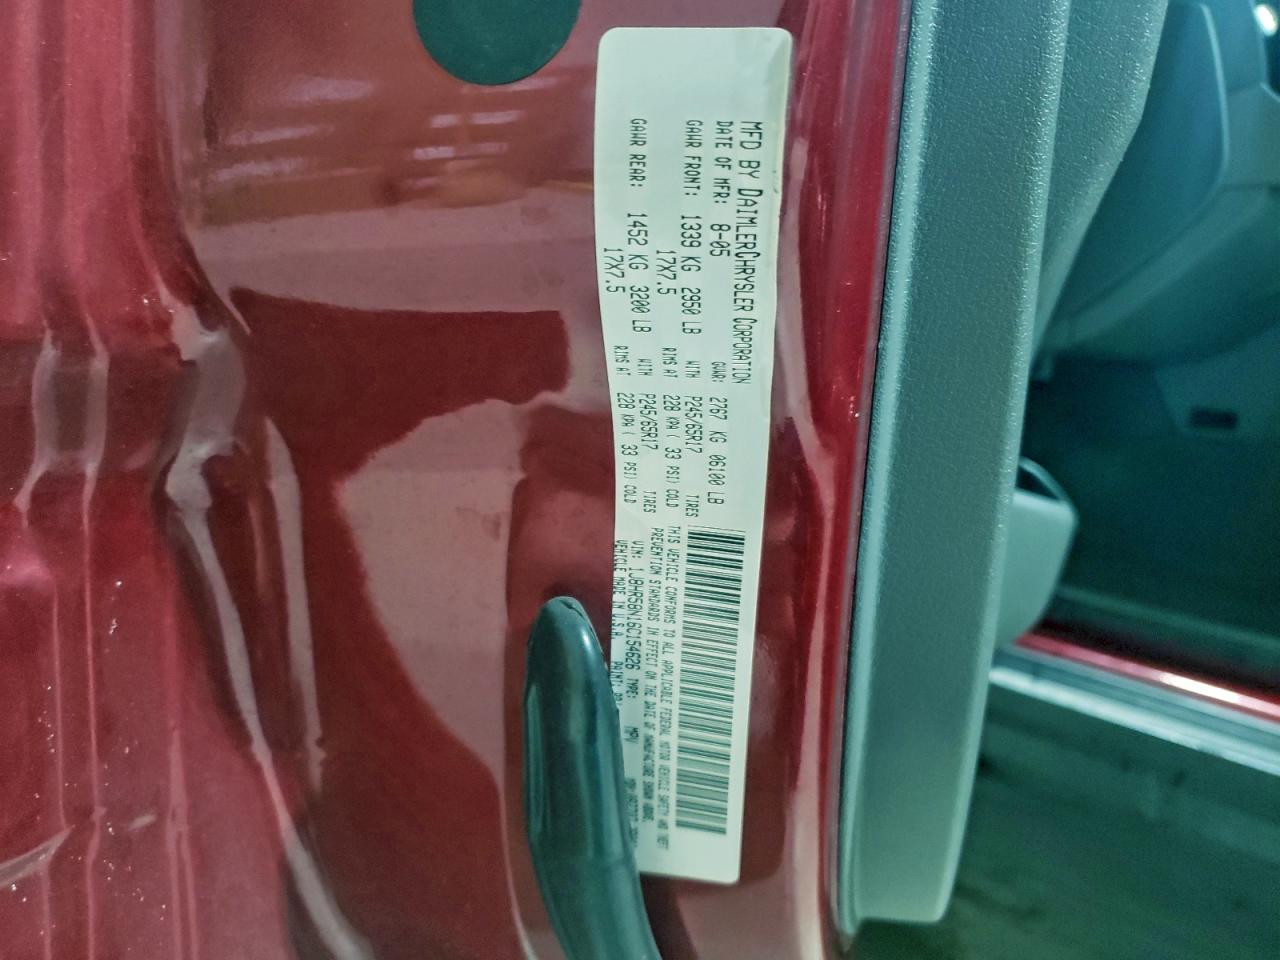 MFD BY DAIMLERCHRYSLER CORPORATION
DATE OF MFR: 8-05 GVWR: 2767 KG 06100 LB
GAWR FRONT: 1339 KG 2950 LB WITH P245/65R17 TIRES
17X7.5 RIMS AT 228 KPA ( 33 PSI) COLD
GAWR REAR: 1452 KG 3200 LB WITH P245/65R17 TIRES
17X7.5 RIMS AT 228 KPA ( 33 PSI) COLD
THIS VEHICLE CONFORMS TO ALL APPLICABLE FEDERAL MOTOR VEHICLE SAFETY AND THEFT
PREVENTION STANDARDS IN EFFECT ON THE DATE OF MANUFACTURE SHOWN ABOVE.
VIN: 1J8HR58N16C154626 TYPE: MPV
VEHICLE MADE IN U.S.A PAINT: